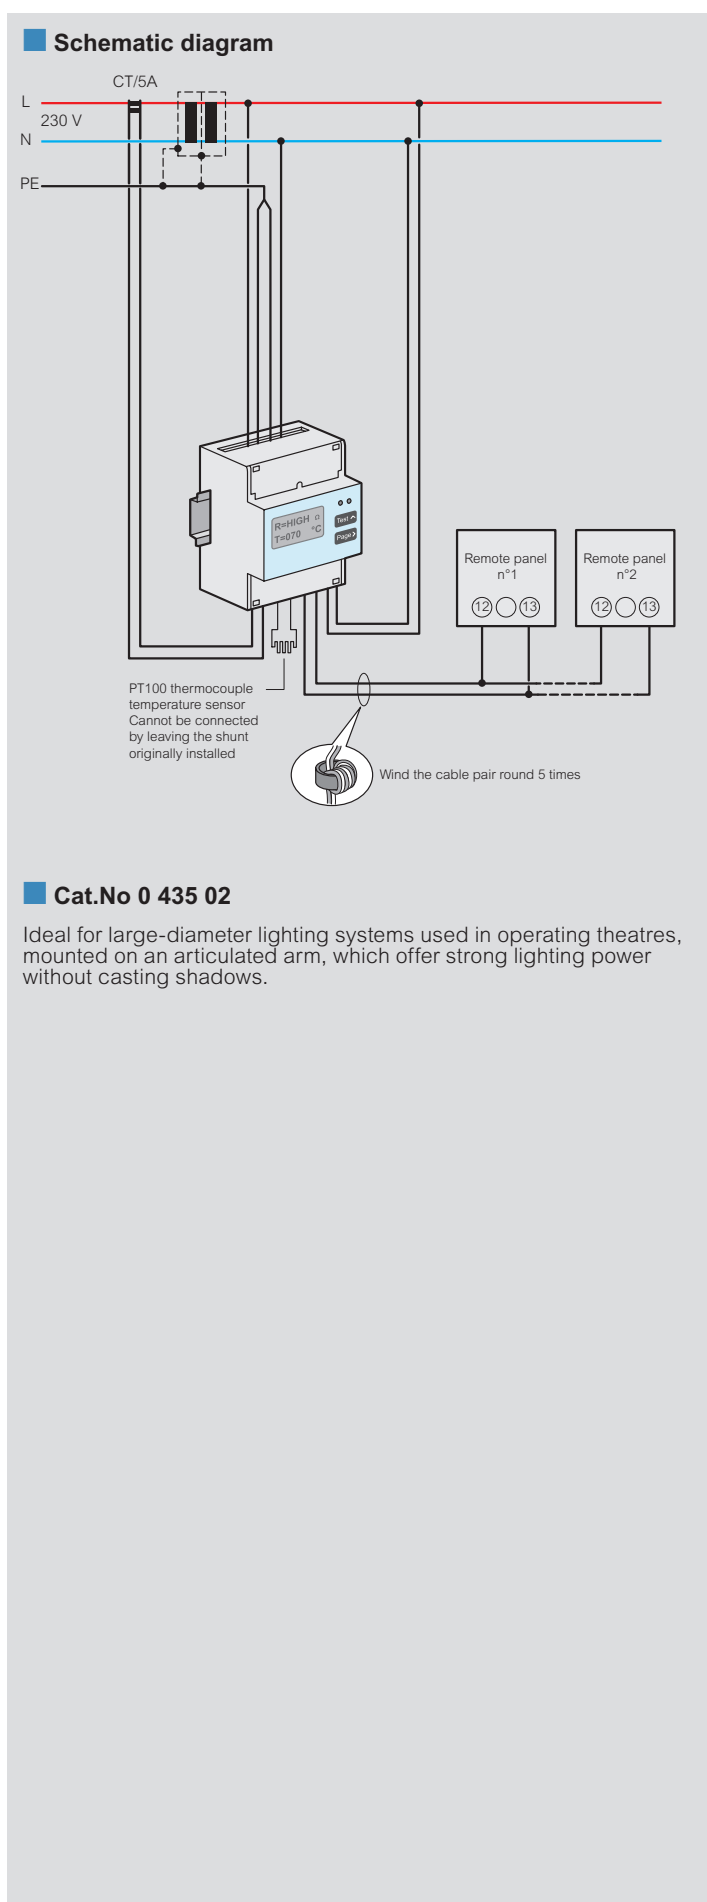 Schematic diagram
CT/5A
L
230 V
N
PE
R=HIGH Ω
T=070 °C
Test
Page
Remote panel
n°1
12 13
Remote panel
n°2
12 13
PT100 thermocouple
temperature sensor
Cannot be connected
by leaving the shunt
originally installed
Wind the cable pair round 5 times
Cat.No 0 435 02
Ideal for large-diameter lighting systems used in operating theatres,
mounted on an articulated arm, which offer strong lighting power
without casting shadows.